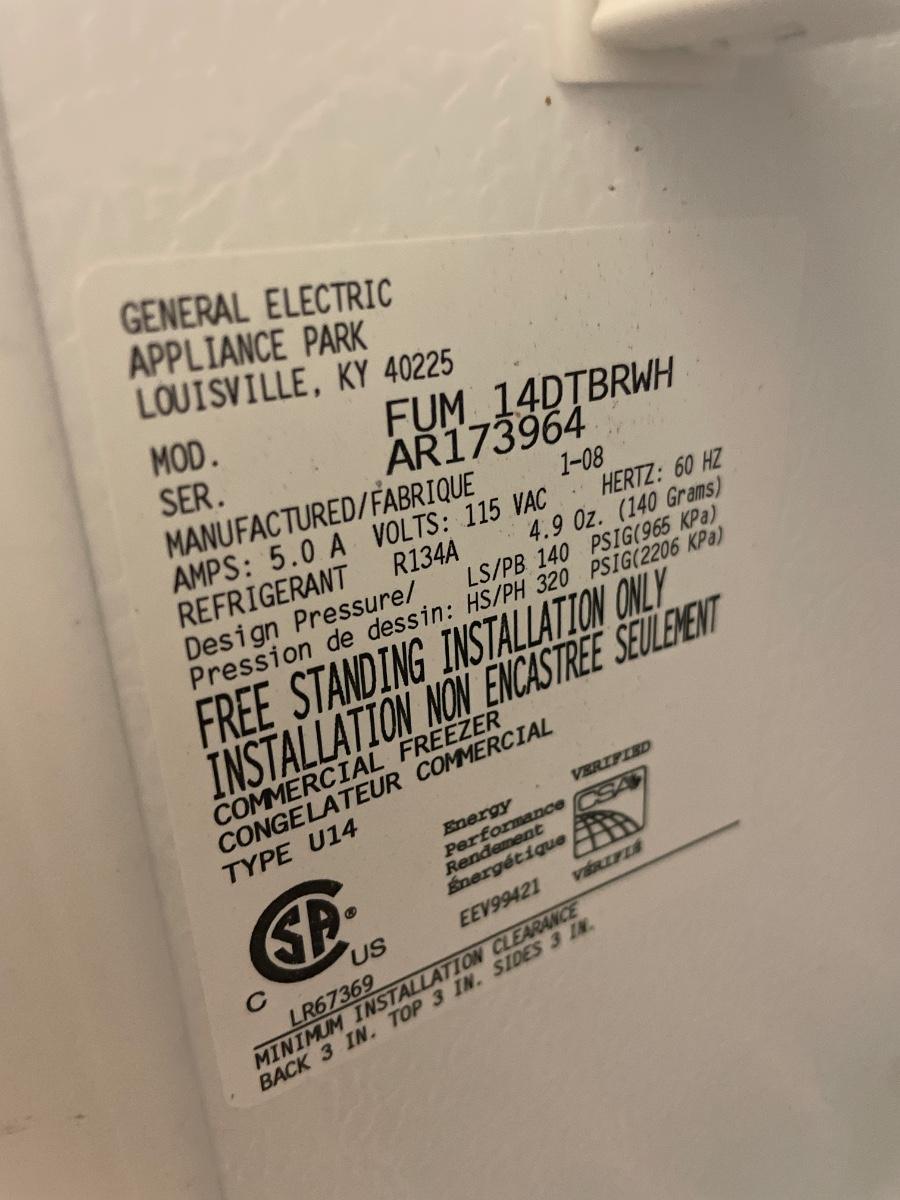 GENERAL ELECTRIC
APPLIANCE PARK
LOUISVILLE, KY 40225
MOD. FUM 14DTBRWH
SER. AR173964
MANUFACTURED/FABRIQUE 1-08
AMPS: 5.0 A VOLTS: 115 VAC HERTZ: 60 HZ
REFRIGERANT R134A 4.9 Oz. (140 Grams)
Design Pressure/ LS/PB 140 PSIG(965 KPa)
Pression de dessin: HS/PH 320 PSIG(2206 KPa)
FREE STANDING INSTALLATION ONLY
INSTALLATION NON ENCASTREE SEULEMENT
COMMERCIAL FREEZER
CONGELATEUR COMMERCIAL
TYPE U14
VERIFIED
Energy
Performance
Rendement
Énergétique
CSA
VÉRIFIÉ
EEV99421
C SA® US
LR67369
MINIMUM INSTALLATION CLEARANCE
BACK 3 IN. TOP 3 IN. SIDES 3 IN.